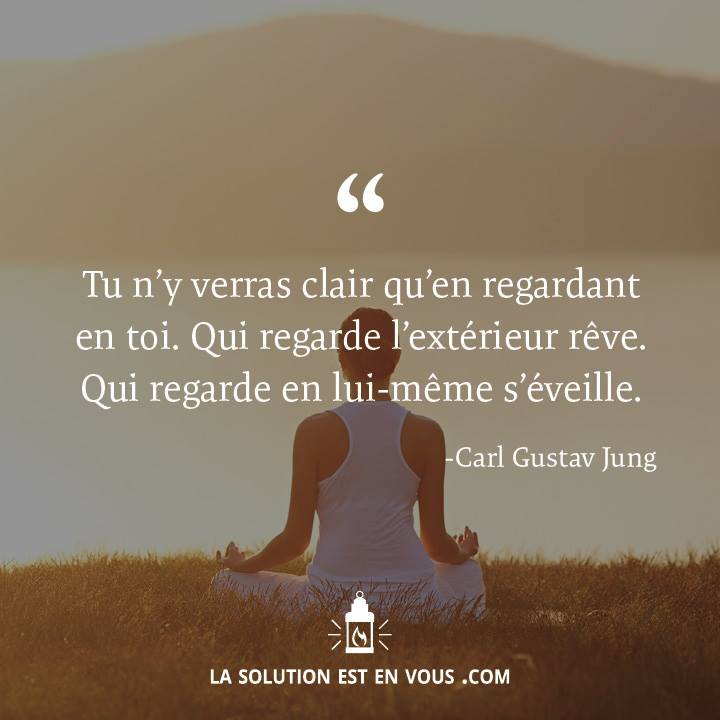 “
Tu n’y verras clair qu’en regardant
en toi. Qui regarde l’extérieur rêve.
Qui regarde en lui-même s’éveille.
-Carl Gustav Jung
LA SOLUTION EST EN VOUS .COM